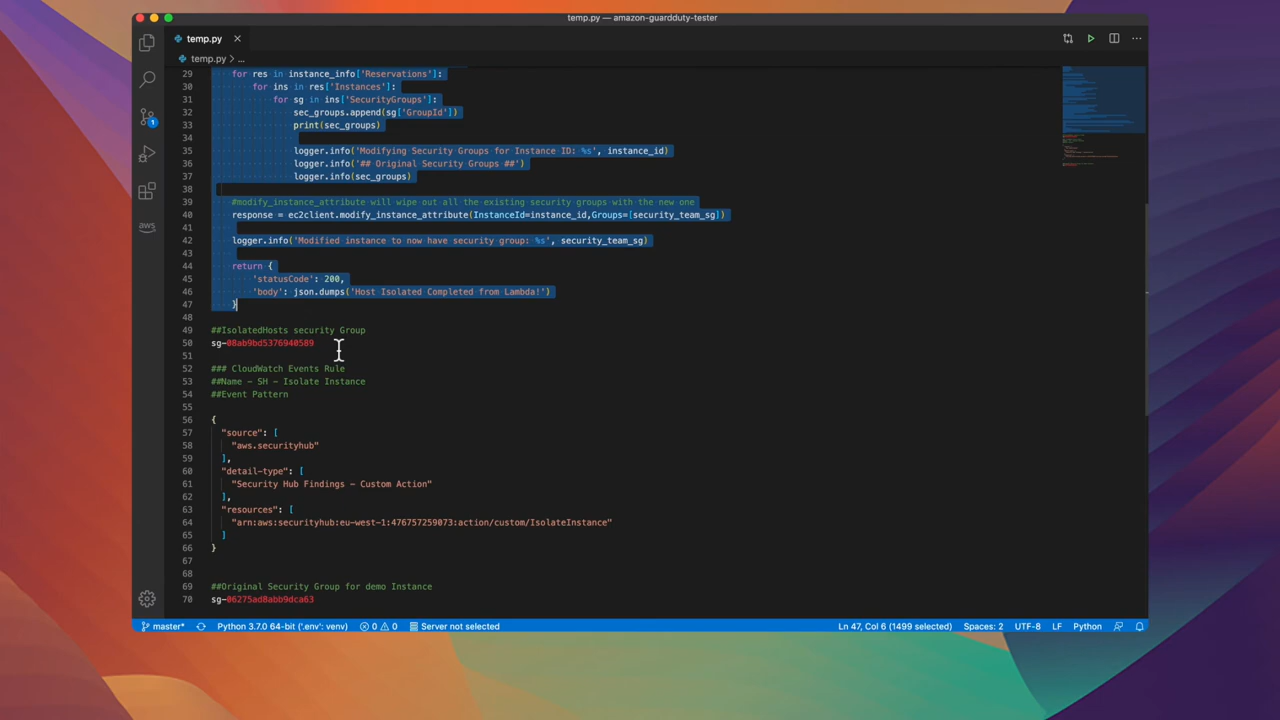 temp.py — amazon-guardduty-tester
temp.py
temp.py > ...
29 for res in instance_info['Reservations']:
30 for ins in res['Instances']:
31 for sg in ins['SecurityGroups']:
32 sec_groups.append(sg['GroupId'])
33 print(sec_groups)
34
35 logger.info('Modifying Security Groups for Instance ID: %s', instance_id)
36 logger.info('## Original Security Groups ##')
37 logger.info(sec_groups)
38
39 #modify_instance_attribute will wipe out all the existing security groups with the new one
40 response = ec2client.modify_instance_attribute(InstanceId=instance_id,Groups=[security_team_sg])
41
42 logger.info('Modified instance to now have security group: %s', security_team_sg)
43
44 return {
45 'statusCode': 200,
46 'body': json.dumps('Host Isolated Completed from Lambda!')
47 }
48
49 ##IsolatedHosts security Group
50 sg-08ab9bd5376940589
51
52 ### CloudWatch Events Rule
53 ##Name - SH - Isolate Instance
54 ##Event Pattern
55
56 {
57 "source": [
58 "aws.securityhub"
59 ],
60 "detail-type": [
61 "Security Hub Findings - Custom Action"
62 ],
63 "resources": [
64 "arn:aws:securityhub:eu-west-1:476757259073:action/custom/IsolateInstance"
65 ]
66 }
67
68
69 ##Original Security Group for demo Instance
70 sg-06275ad8abb9dca63
1
aws
master* Python 3.7.0 64-bit ('.env': venv) 0 0 Server not selected Ln 47, Col 6 (1499 selected) Spaces: 2 UTF-8 LF Python